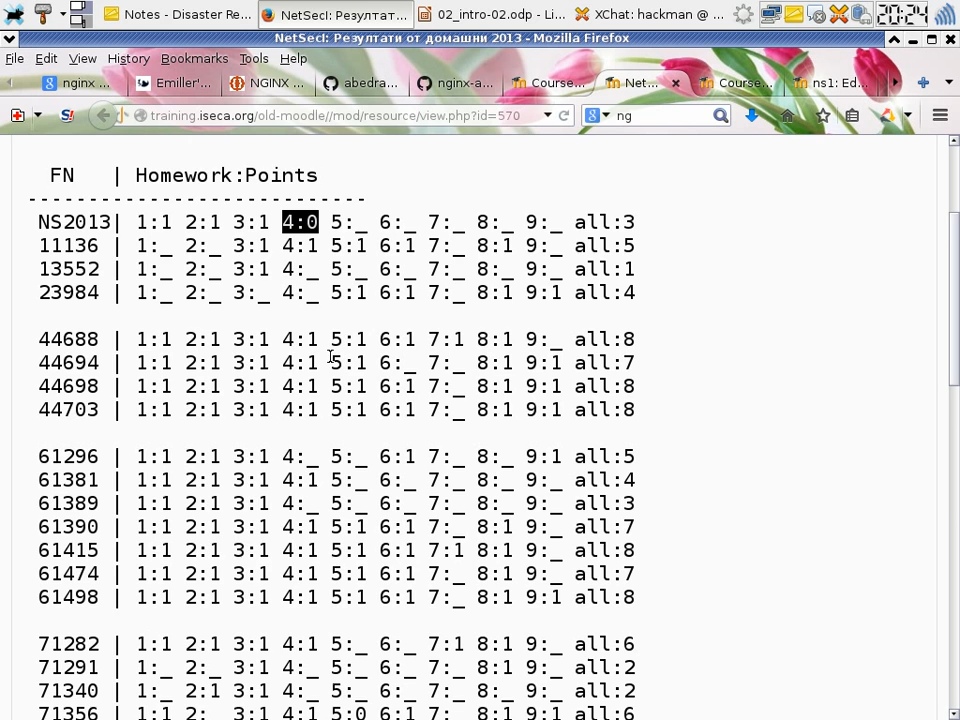 Notes - Disaster Re...
NetSecI: Резултат...
02_intro-02.odp - Li...
XChat: hackman @ ...
20:24
NetSecI: Резултати от домашни 2013 - Mozilla Firefox
File Edit View History Bookmarks Tools Help
nginx ...
Emiller'...
NGINX ...
abedra...
nginx-a...
Course...
Net...
Course...
ns1: Ed...
training.iseca.org/old-moodle//mod/resource/view.php?id=570
ng
FN | Homework:Points
----------------------------
NS2013| 1:1 2:1 3:1 4:0 5:_ 6:_ 7:_ 8:_ 9:_ all:3
11136 | 1:_ 2:_ 3:1 4:1 5:1 6:1 7:_ 8:1 9:_ all:5
13552 | 1:_ 2:_ 3:1 4:_ 5:_ 6:_ 7:_ 8:_ 9:_ all:1
23984 | 1:_ 2:_ 3:_ 4:_ 5:1 6:1 7:_ 8:1 9:1 all:4
44688 | 1:1 2:1 3:1 4:1 5:1 6:1 7:1 8:1 9:_ all:8
44694 | 1:1 2:1 3:1 4:1 5:1 6:_ 7:_ 8:1 9:1 all:7
44698 | 1:1 2:1 3:1 4:1 5:1 6:1 7:_ 8:1 9:1 all:8
44703 | 1:1 2:1 3:1 4:1 5:1 6:1 7:_ 8:1 9:1 all:8
61296 | 1:1 2:1 3:1 4:_ 5:_ 6:1 7:_ 8:_ 9:1 all:5
61381 | 1:1 2:1 3:1 4:1 5:_ 6:_ 7:_ 8:_ 9:_ all:4
61389 | 1:1 2:1 3:1 4:_ 5:_ 6:_ 7:_ 8:_ 9:_ all:3
61390 | 1:1 2:1 3:1 4:1 5:1 6:1 7:_ 8:1 9:_ all:7
61415 | 1:1 2:1 3:1 4:1 5:1 6:1 7:1 8:1 9:_ all:8
61474 | 1:1 2:1 3:1 4:1 5:1 6:1 7:_ 8:1 9:_ all:7
61498 | 1:1 2:1 3:1 4:1 5:1 6:1 7:_ 8:1 9:1 all:8
71282 | 1:1 2:1 3:1 4:1 5:_ 6:_ 7:1 8:1 9:_ all:6
71291 | 1:_ 2:_ 3:1 4:_ 5:_ 6:_ 7:_ 8:1 9:_ all:2
71340 | 1:_ 2:1 3:1 4:_ 5:_ 6:_ 7:_ 8:_ 9:_ all:2
71356 | 1:1 2:_ 3:1 4:1 5:0 6:1 7:_ 8:1 9:1 all:6